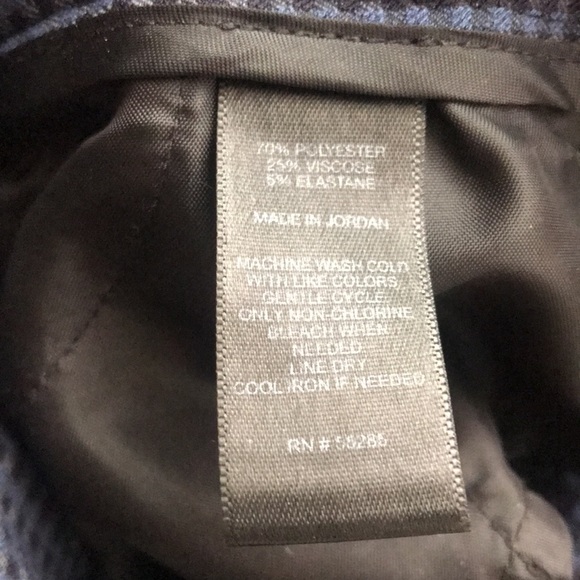 70% POLYESTER
25% VISCOSE
5% ELASTANE
MADE IN JORDAN
MACHINE WASH COLD
WITH LIKE COLORS
GENTLE CYCLE
ONLY NON-CHLORINE
BLEACH WHEN
NEEDED
LINE DRY
COOL IRON IF NEEDED
RN # 55285